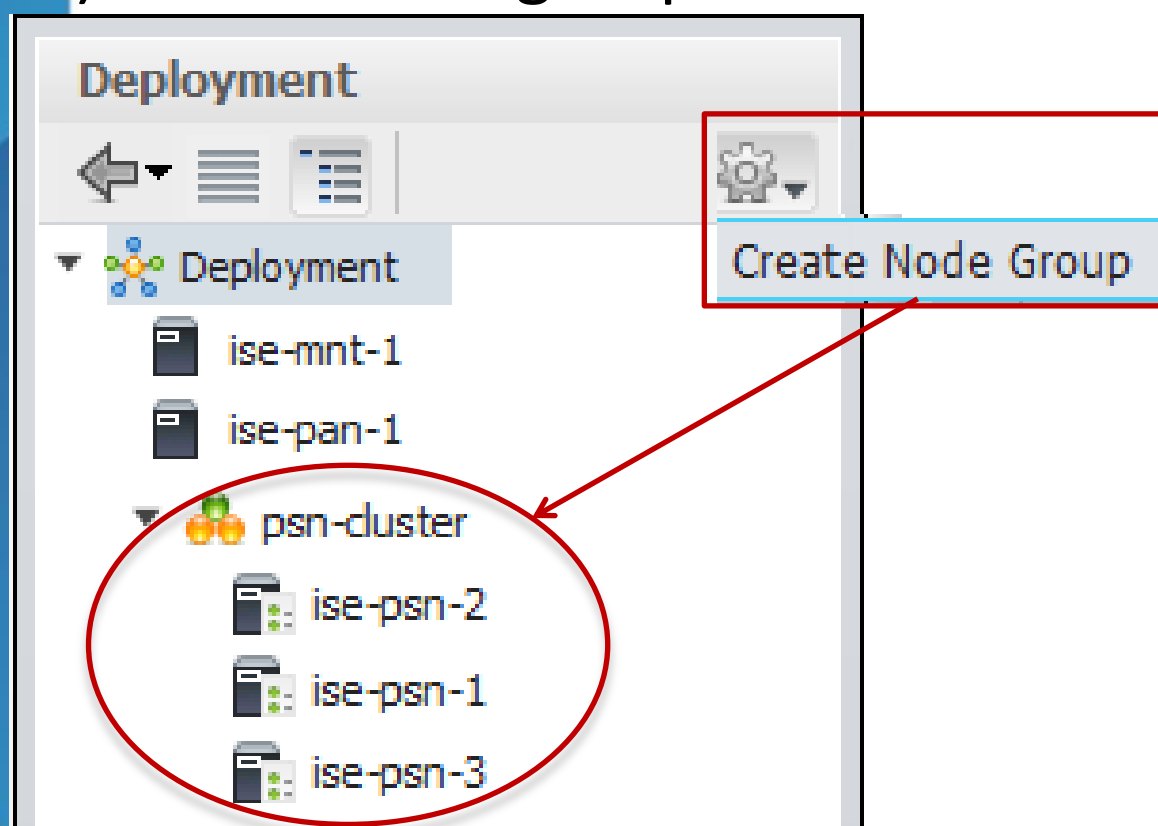 Deployment
Create Node Group
Deployment
ise-mnt-1
ise-pan-1
psn-cluster
ise-psn-2
ise-psn-1
ise-psn-3